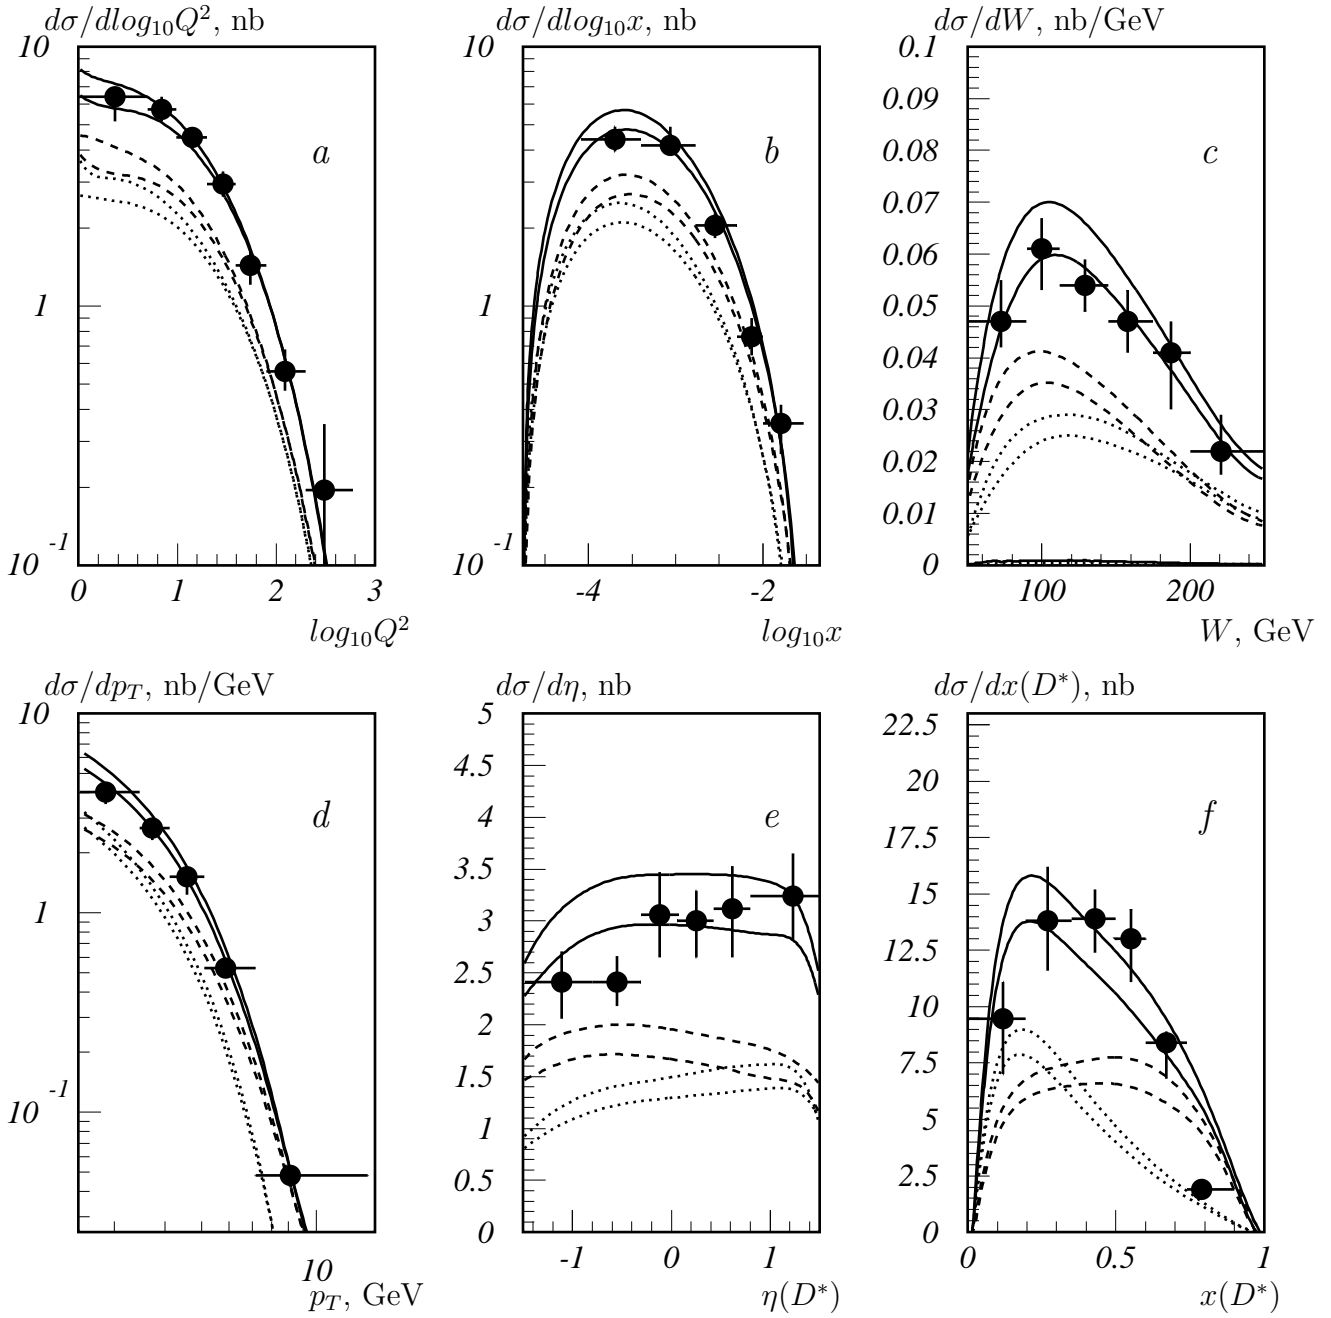 dσ/dlog₁₀Q², nb
10
1
10⁻¹
a
0 1 2 3
log₁₀Q²
dσ/dlog₁₀x, nb
10
1
10⁻¹
b
-4 -2
log₁₀x
dσ/dW, nb/GeV
0.1
0.09
0.08
0.07
0.06
0.05
0.04
0.03
0.02
0.01
0
c
100 200
W, GeV
dσ/dp_T, nb/GeV
10
1
10⁻¹
d
10
p_T, GeV
dσ/dη, nb
5
4.5
4
3.5
3
2.5
2
1.5
1
0.5
0
e
-1 0 1
η(D*)
dσ/dx(D*), nb
22.5
20
17.5
15
12.5
10
7.5
5
2.5
0
f
0 0.5 1
x(D*)